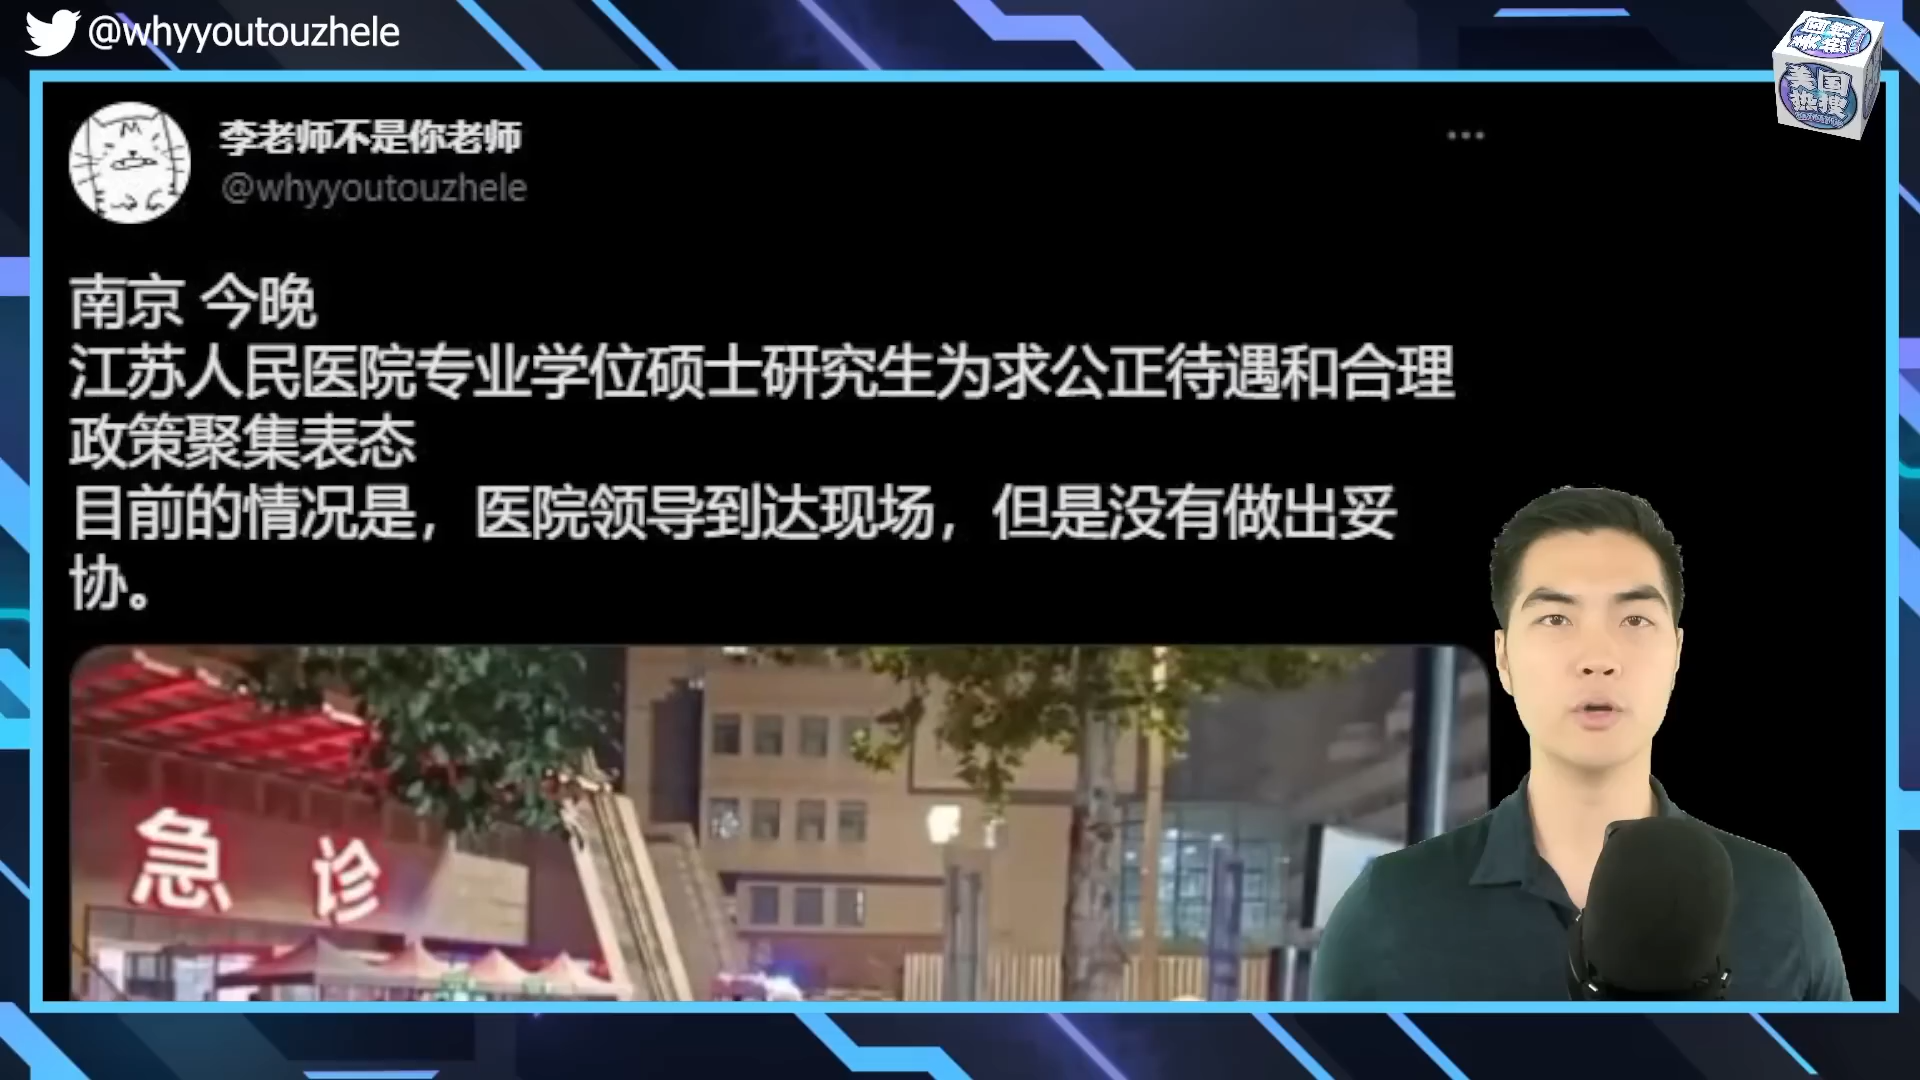 @whyyoutouzhele
美国
热搜
李老师不是你老师
@whyyoutouzhele
南京 今晚
江苏人民医院专业学位硕士研究生为求公正待遇和合理
政策聚集表态
目前的情况是，医院领导到达现场，但是没有做出妥
协。
急诊